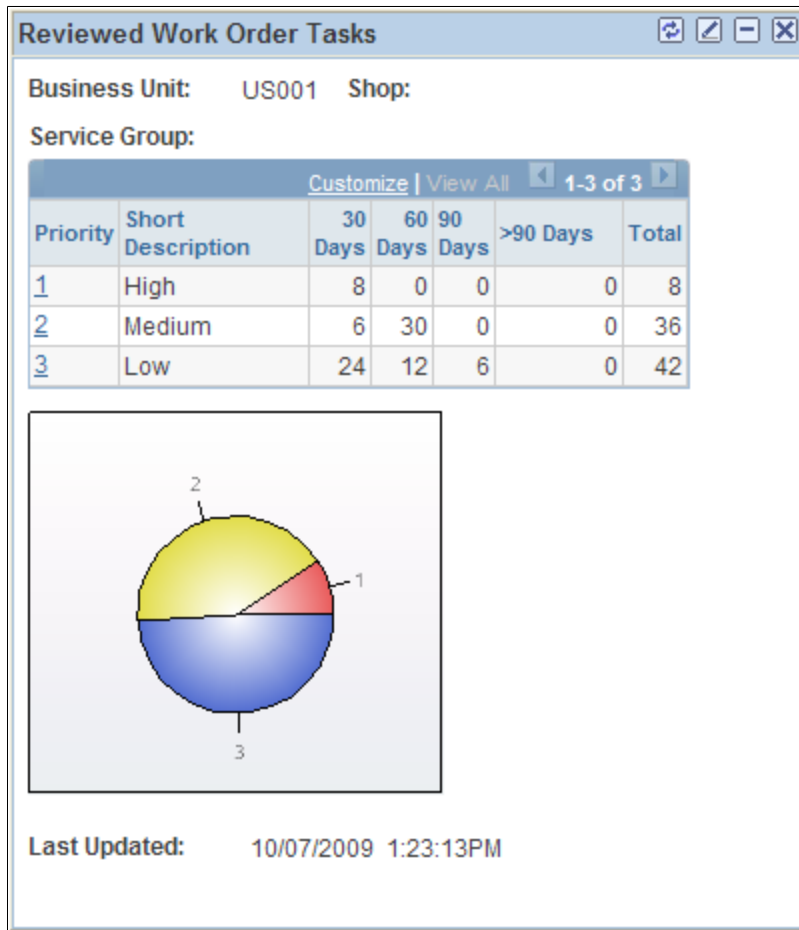 Reviewed Work Order Tasks
Business Unit: US001 Shop:
Service Group:
Customize | View All 1-3 of 3
Priority Short Description 30 Days 60 Days 90 Days >90 Days Total
1 High 8 0 0 0 8
2 Medium 6 30 0 0 36
3 Low 24 12 6 0 42
2
1
3
Last Updated: 10/07/2009 1:23:13PM